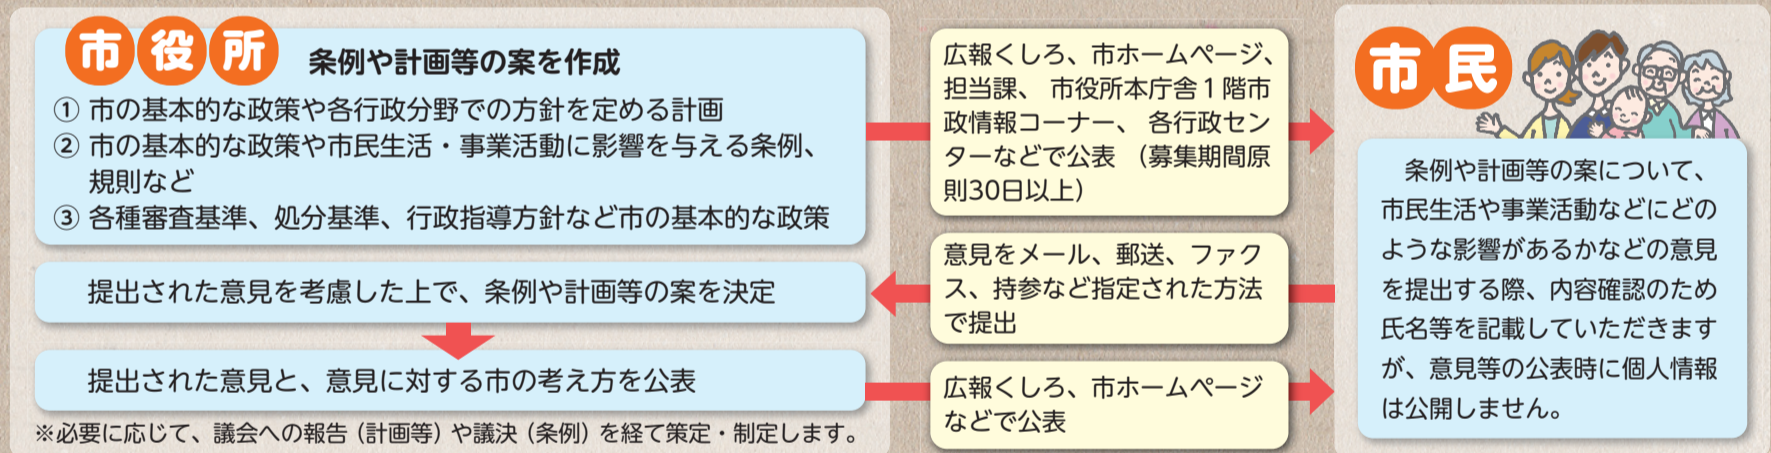 市役所
条例や計画等の案を作成
① 市の基本的な政策や各行政分野での方針を定める計画
② 市の基本的な政策や市民生活・事業活動に影響を与える条例、
規則など
③ 各種審査基準、処分基準、行政指導方針など市の基本的な政策
提出された意見を考慮した上で、条例や計画等の案を決定
提出された意見と、意見に対する市の考え方を公表
※必要に応じて、議会への報告（計画等）や議決（条例）を経て策定・制定します。
広報くしろ、市ホームページ、
担当課、 市役所本庁舎１階市
政情報コーナー、 各行政セン
ターなどで公表 （募集期間原
則30日以上）
意見をメール、郵送、ファク
ス、持参など指定された方法
で提出
広報くしろ、市ホームページ
などで公表
市民
条例や計画等の案について、
市民生活や事業活動などにどの
ような影響があるかなどの意見
を提出する際、内容確認のため
氏名等を記載していただきます
が、意見等の公表時に個人情報
は公開しません。